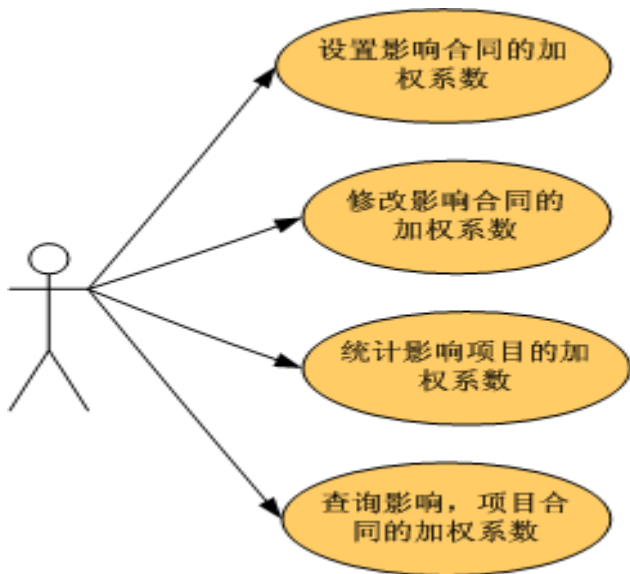 设置影响合同的加
权系数
修改影响合同的
加权系数
统计影响项目的加
权系数
查询影响，项目合
同的加权系数